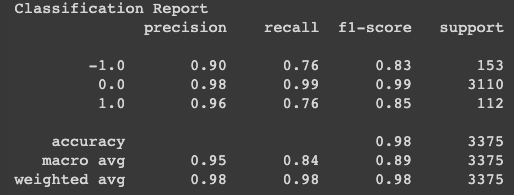 Classification Report
precision recall f1-score support
-1.0 0.90 0.76 0.83 153
0.0 0.98 0.99 0.99 3110
1.0 0.96 0.76 0.85 112
accuracy 0.98 3375
macro avg 0.95 0.84 0.89 3375
weighted avg 0.98 0.98 0.98 3375